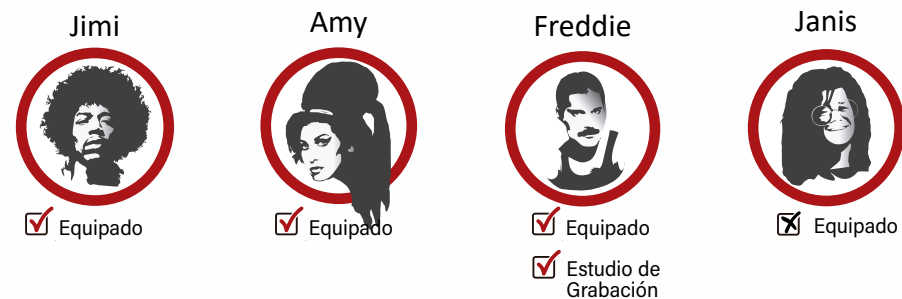 Jimi
Amy
Freddie
Janis
Equipado
Equipado
Equipado
Equipado
Estudio de
Grabación